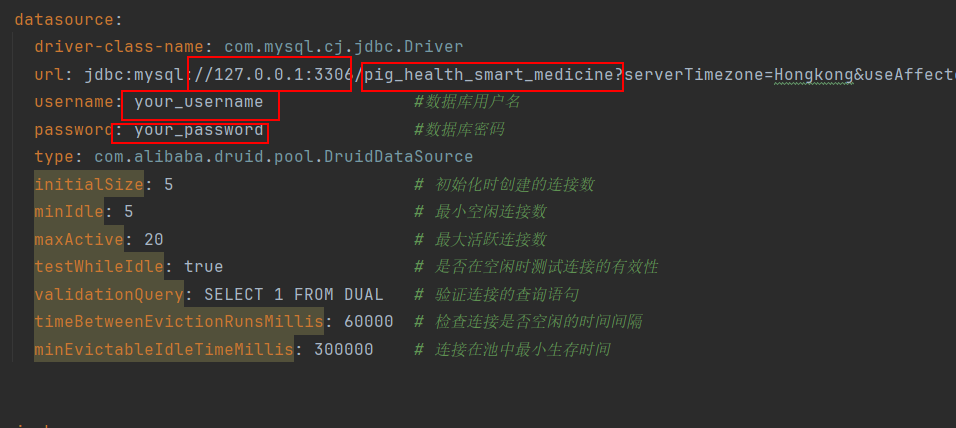 datasource:
driver-class-name: com.mysql.cj.jdbc.Driver
url: jdbc:mysql://127.0.0.1:3306/pig_health_smart_medicine?serverTimezone=Hongkong&useAffecte
username: your_username #数据库用户名
password: your_password #数据库密码
type: com.alibaba.druid.pool.DruidDataSource
initialSize: 5 # 初始化时创建的连接数
minIdle: 5 # 最小空闲连接数
maxActive: 20 # 最大活跃连接数
testWhileIdle: true # 是否在空闲时测试连接的有效性
validationQuery: SELECT 1 FROM DUAL # 验证连接的查询语句
timeBetweenEvictionRunsMillis: 60000 # 检查连接是否空闲的时间间隔
minEvictableIdleTimeMillis: 300000 # 连接在池中最小生存时间